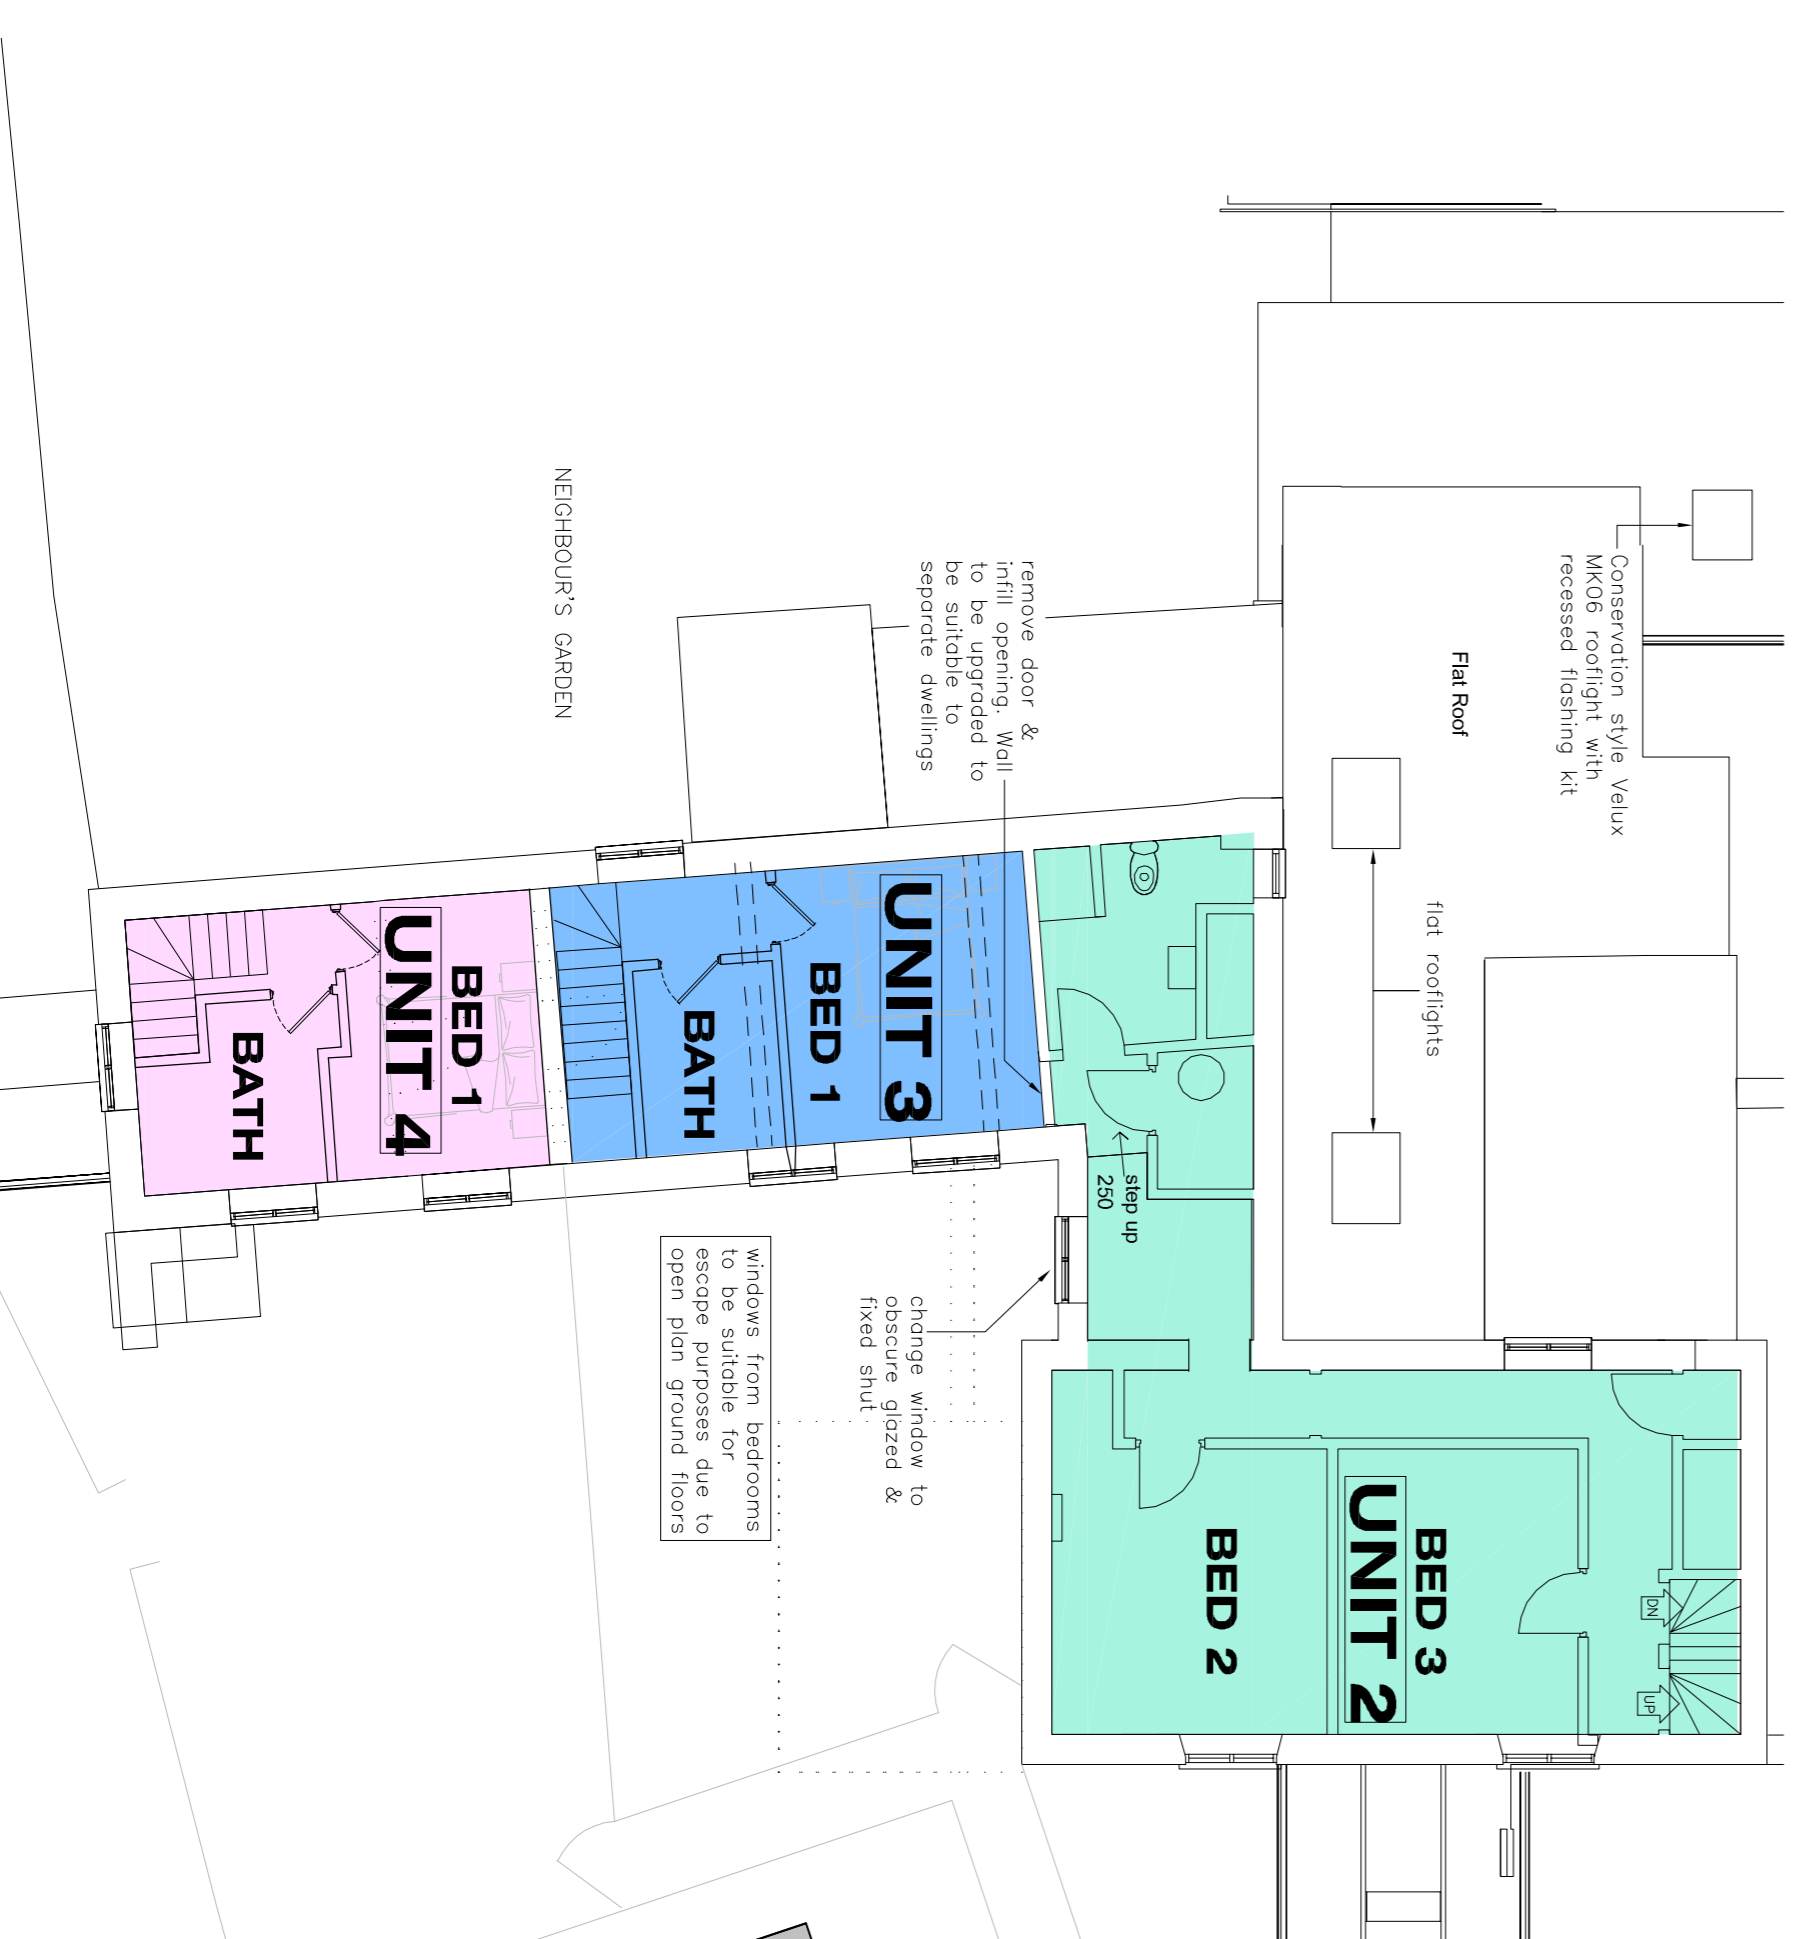 Conservation style Velux
MK06 rooflight with
recessed flashing kit
Flat Roof
flat rooflights
remove door &
infill opening. Wall
to be upgraded to
be suitable to
separate dwellings
NEIGHBOUR'S GARDEN
UNIT 3
BED 1
BATH
BED 1
UNIT 4
BATH
step up
250
change window to
obscure glazed &
fixed shut
windows from bedrooms
to be suitable for
escape purposes due to
open plan ground floors
DN
UP
BED 3
UNIT 2
BED 2